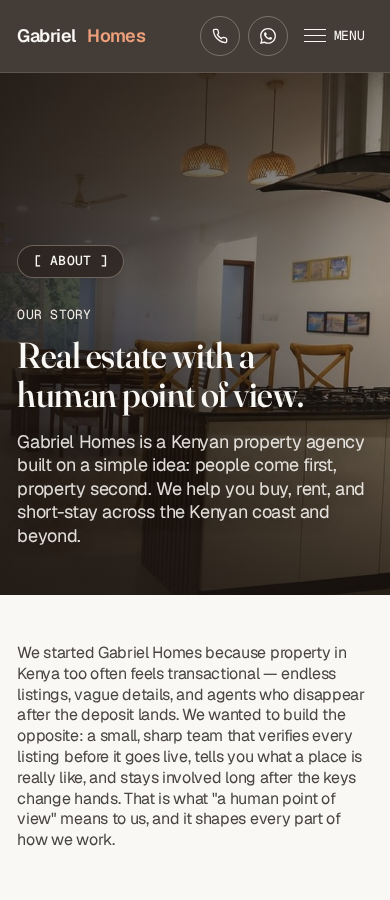 Gabriel Homes
MENU
[ ABOUT ]
OUR STORY
Real estate with a
human point of view.
Gabriel Homes is a Kenyan property agency
built on a simple idea: people come first,
property second. We help you buy, rent, and
short-stay across the Kenyan coast and
beyond.
We started Gabriel Homes because property in
Kenya too often feels transactional — endless
listings, vague details, and agents who disappear
after the deposit lands. We wanted to build the
opposite: a small, sharp team that verifies every
listing before it goes live, tells you what a place is
really like, and stays involved long after the keys
change hands. That is what "a human point of
view" means to us, and it shapes every part of
how we work.